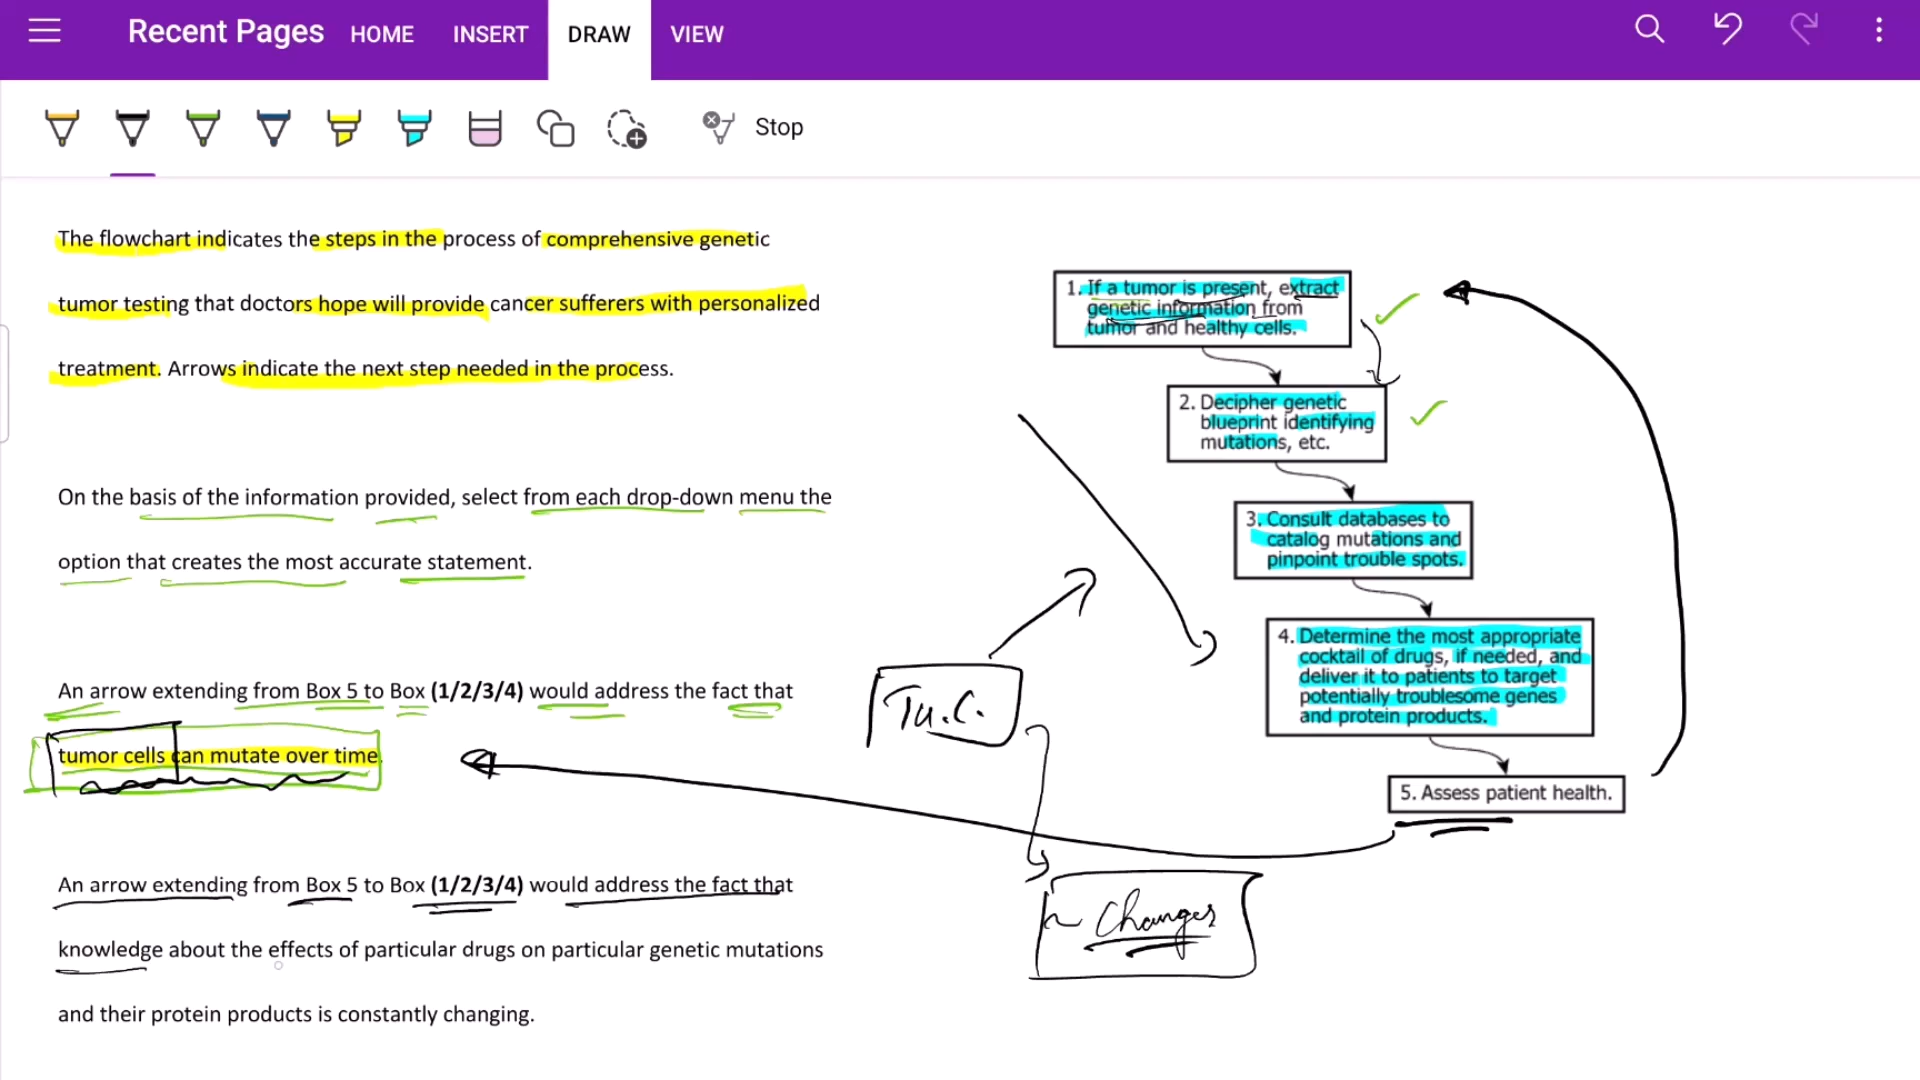 Recent Pages HOME INSERT DRAW VIEW
Stop
The flowchart indicates the steps in the process of comprehensive genetic
tumor testing that doctors hope will provide cancer sufferers with personalized
treatment. Arrows indicate the next step needed in the process.
On the basis of the information provided, select from each drop-down menu the
option that creates the most accurate statement.
An arrow extending from Box 5 to Box (1/2/3/4) would address the fact that
tumor cells can mutate over time.
An arrow extending from Box 5 to Box (1/2/3/4) would address the fact that
knowledge about the effects of particular drugs on particular genetic mutations
and their protein products is constantly changing.
1. If a tumor is present, extract
genetic information from
tumor and healthy cells.
2. Decipher genetic
blueprint identifying
mutations, etc.
3. Consult databases to
catalog mutations and
pinpoint trouble spots.
4. Determine the most appropriate
cocktail of drugs, if needed, and
deliver it to patients to target
potentially troublesome genes
and protein products.
5. Assess patient health.
Tu.C.
Changes